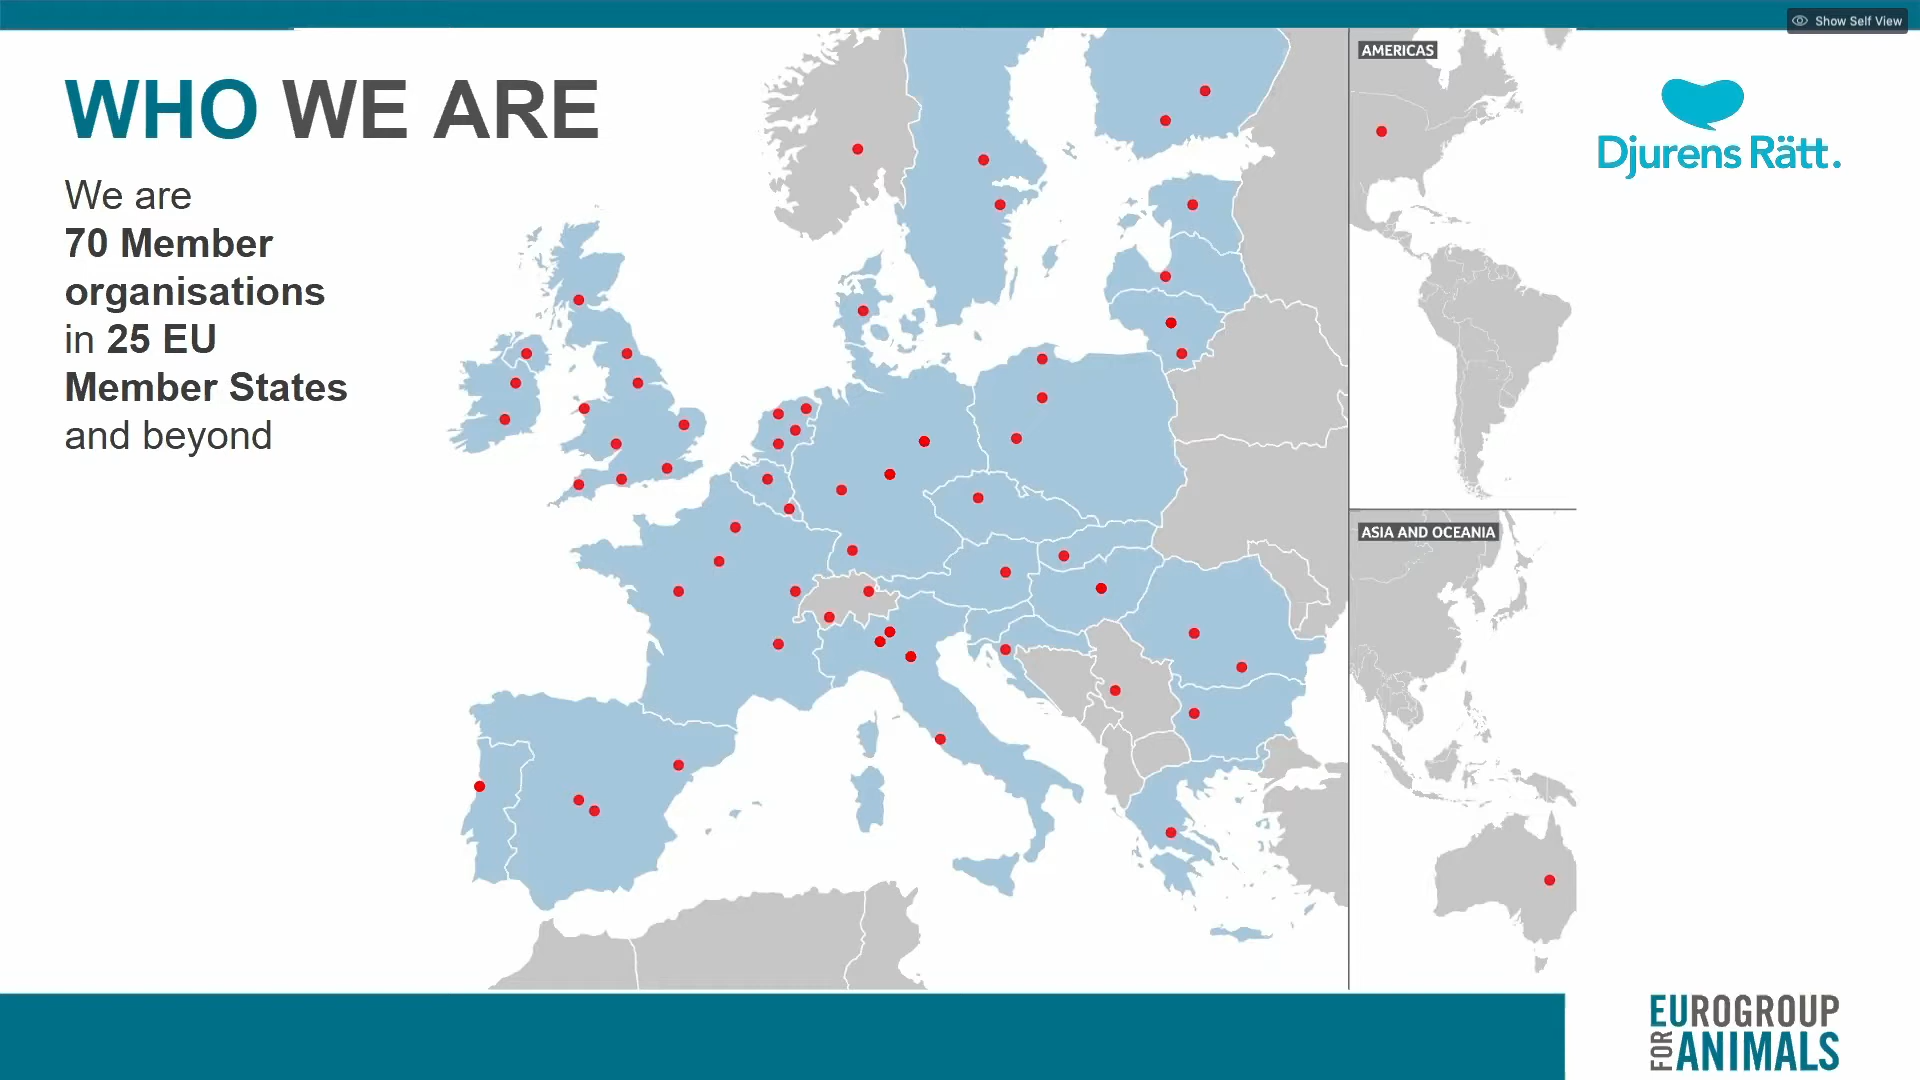 Show Self View
WHO WE ARE
We are
70 Member
organisations
in 25 EU
Member States
and beyond
AMERICAS
Djurens Rätt.
ASIA AND OCEANIA
EUROGROUP
FOR ANIMALS